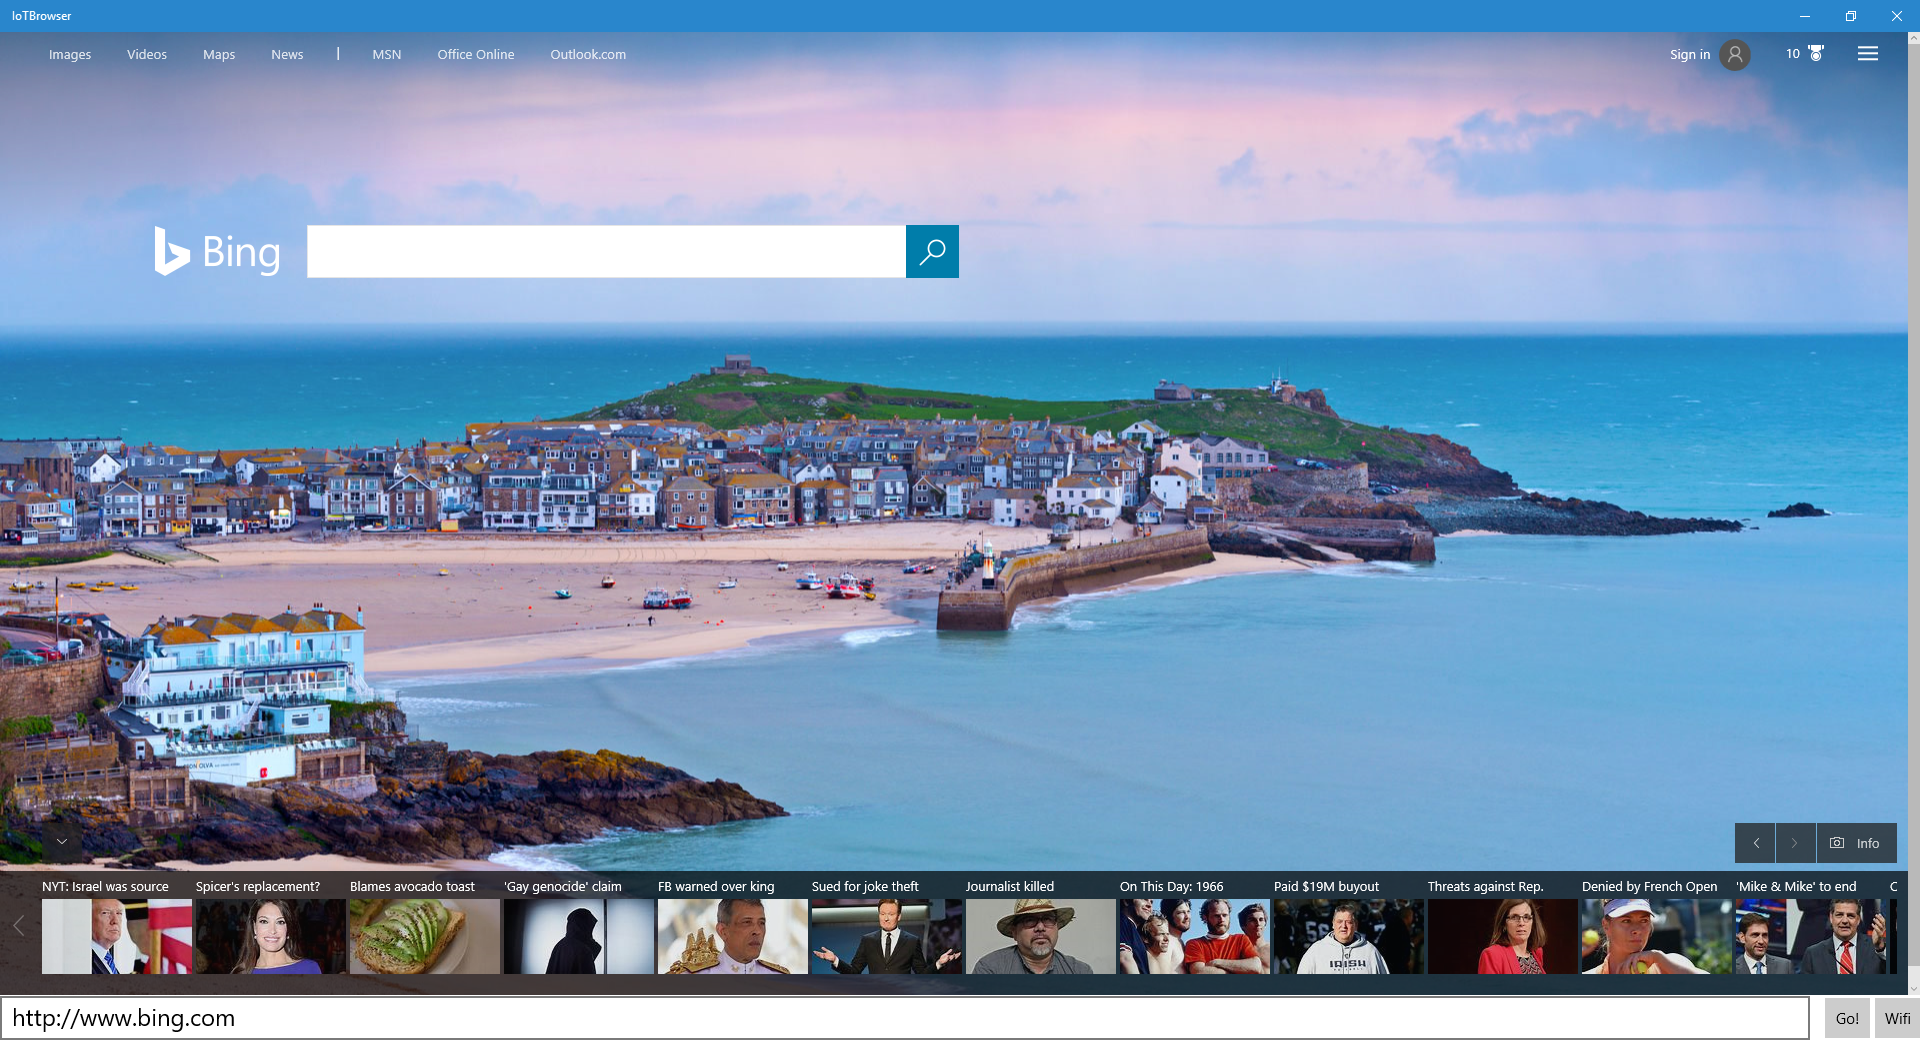 IoTBrowser
Images Videos Maps News | MSN Office Online Outlook.com Sign in 10
Bing
Info
NYT: Israel was source Spicer's replacement? Blames avocado toast 'Gay genocide' claim FB warned over king Sued for joke theft Journalist killed On This Day: 1966 Paid $19M buyout Threats against Rep. Denied by French Open 'Mike & Mike' to end
IRISH
http://www.bing.com Go! Wifi